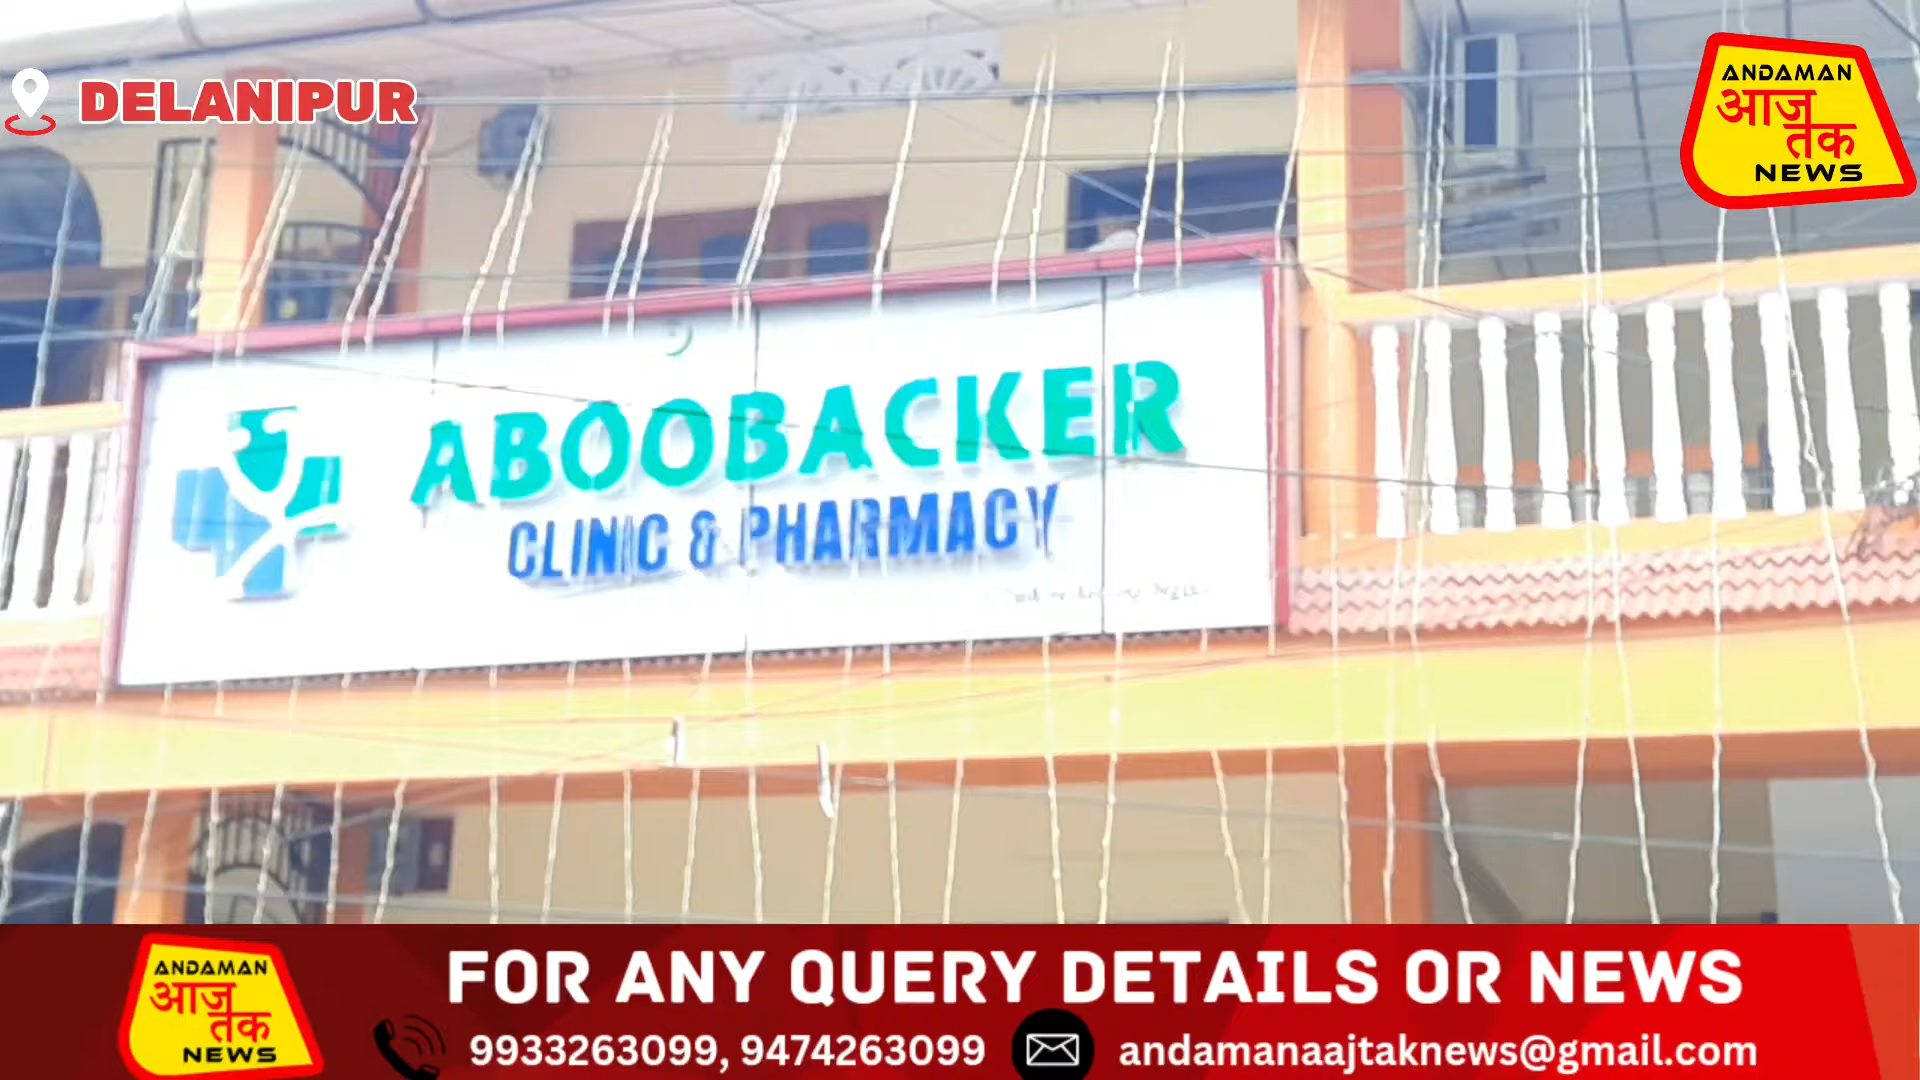 DELANIPUR
ANDAMAN
आज
तक
NEWS
ABOOBACKER
CLINIC & PHARMACY
ANDAMAN
आज
तक
NEWS
FOR ANY QUERY DETAILS OR NEWS
9933263099, 9474263099
andamanaajtaknews@gmail.com